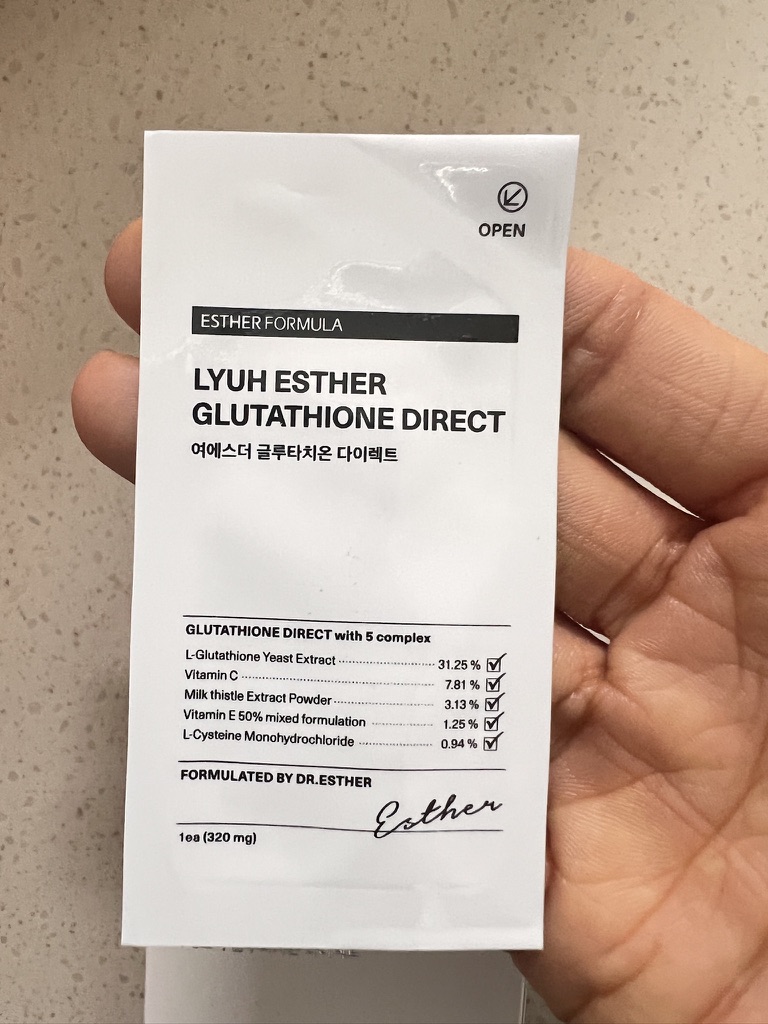 OPEN
ESTHER FORMULA
LYUH ESTHER
GLUTATHIONE DIRECT
여에스더 글루타치온 다이렉트
GLUTATHIONE DIRECT with 5 complex
L-Glutathione Yeast Extract 31.25 %
Vitamin C 7.81 %
Milk thistle Extract Powder 3.13 %
Vitamin E 50% mixed formulation 1.25 %
L-Cysteine Monohydrochloride 0.94 %
FORMULATED BY DR.ESTHER
Esther
1ea (320 mg)